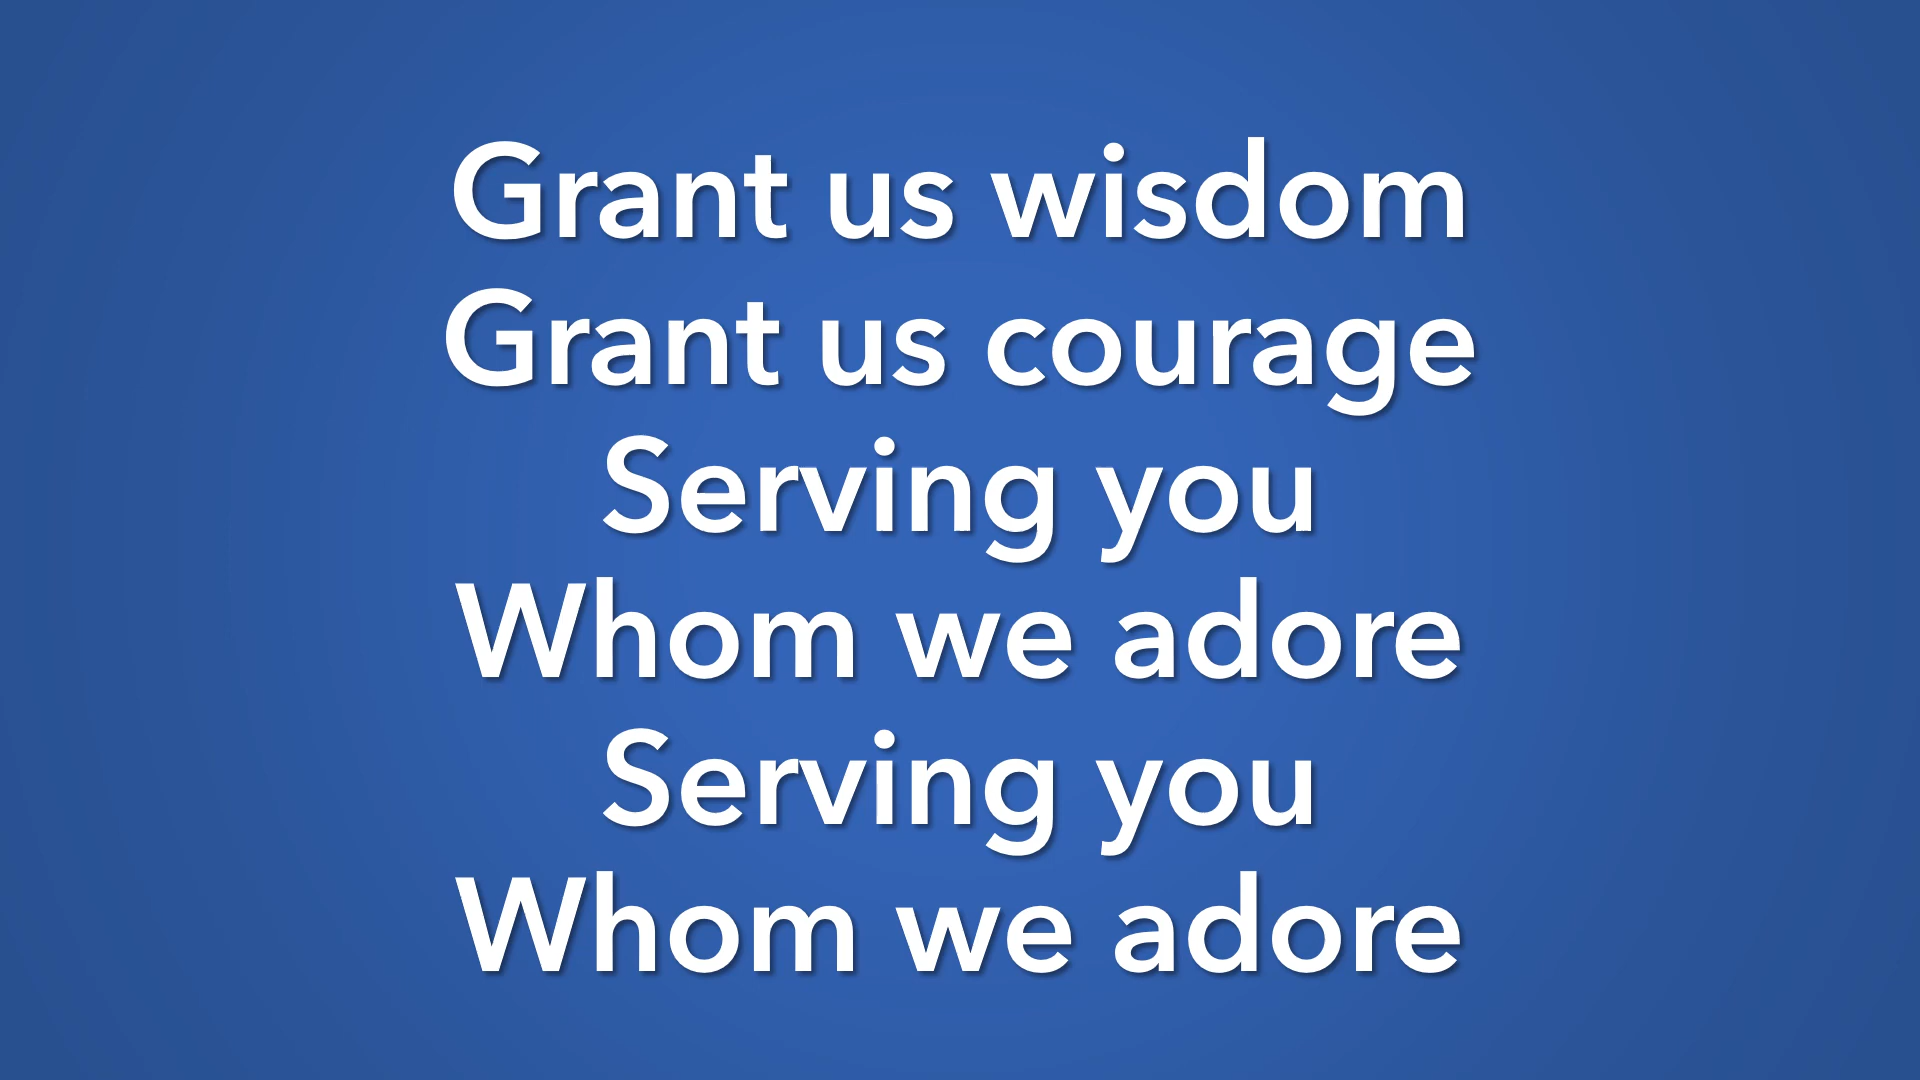 Grant us wisdom
Grant us courage
Serving you
Whom we adore
Serving you
Whom we adore